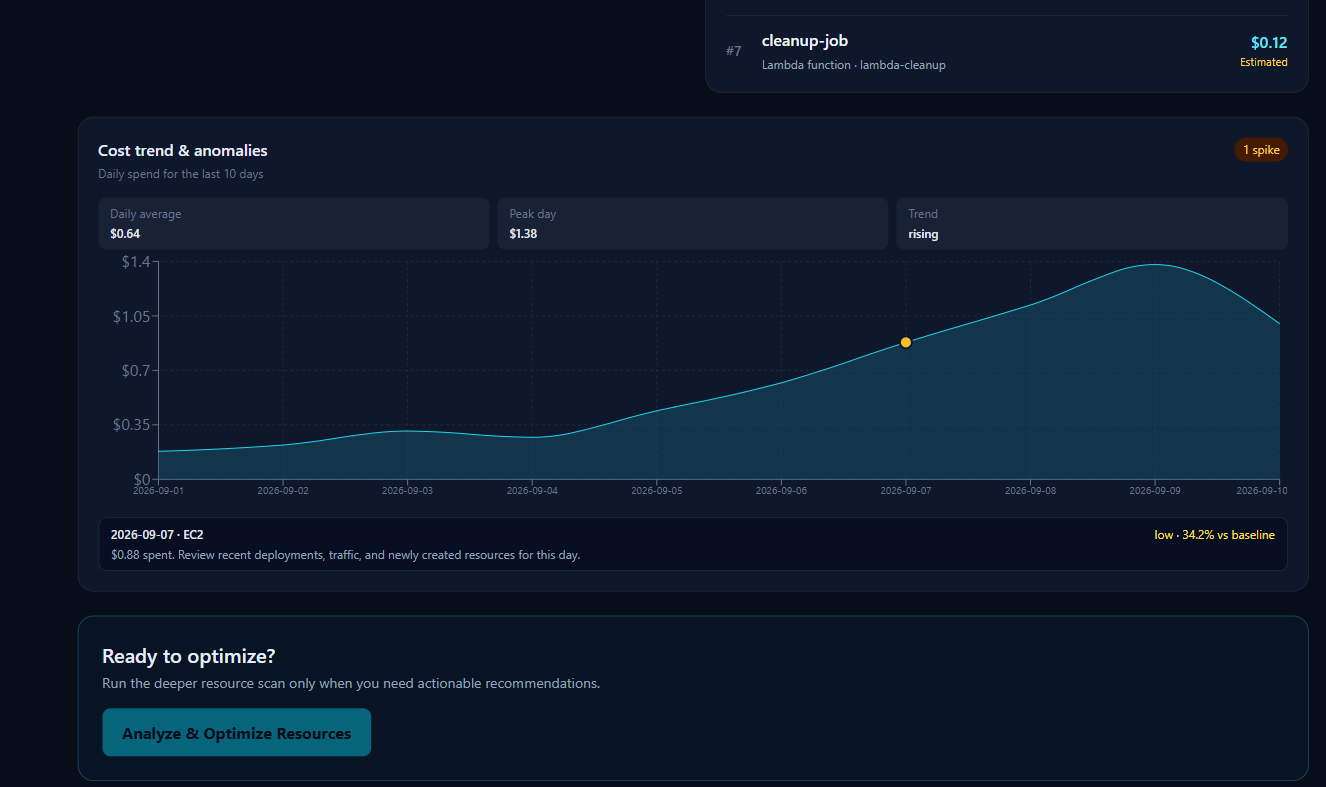 #7
cleanup-job
$0.12
Lambda function · lambda-cleanup
Estimated
Cost trend & anomalies
1 spike
Daily spend for the last 10 days
Daily average
$0.64
Peak day
$1.38
Trend
rising
$1.4
$1.05
$0.7
$0.35
$0
2026-09-01 2026-09-02 2026-09-03 2026-09-04 2026-09-05 2026-09-06 2026-09-07 2026-09-08 2026-09-09 2026-09-10
2026-09-07 · EC2
low · 34.2% vs baseline
$0.88 spent. Review recent deployments, traffic, and newly created resources for this day.
Ready to optimize?
Run the deeper resource scan only when you need actionable recommendations.
Analyze & Optimize Resources